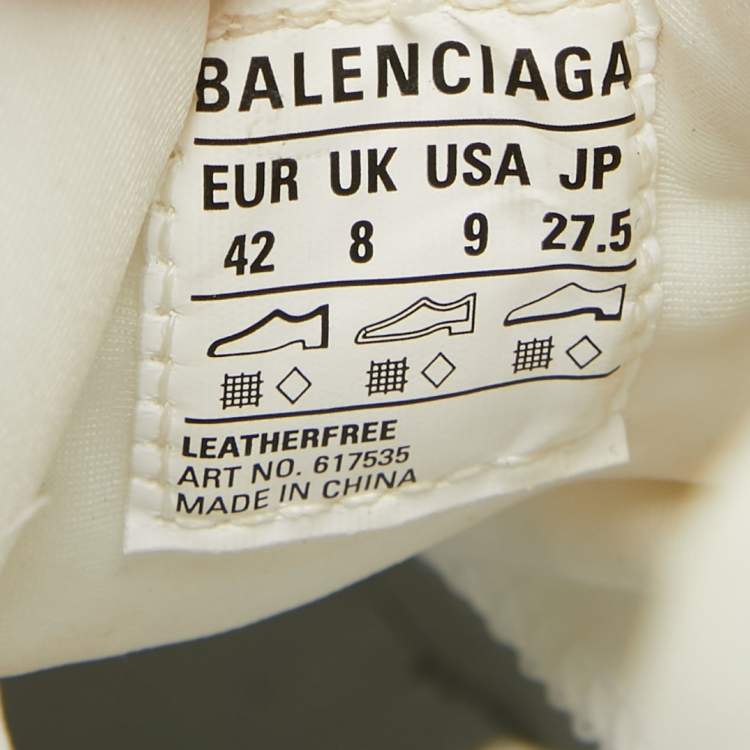 BALENCIAGA
EUR UK USA JP
42 8 9 27.5
LEATHERFREE
ART NO. 617535
MADE IN CHINA